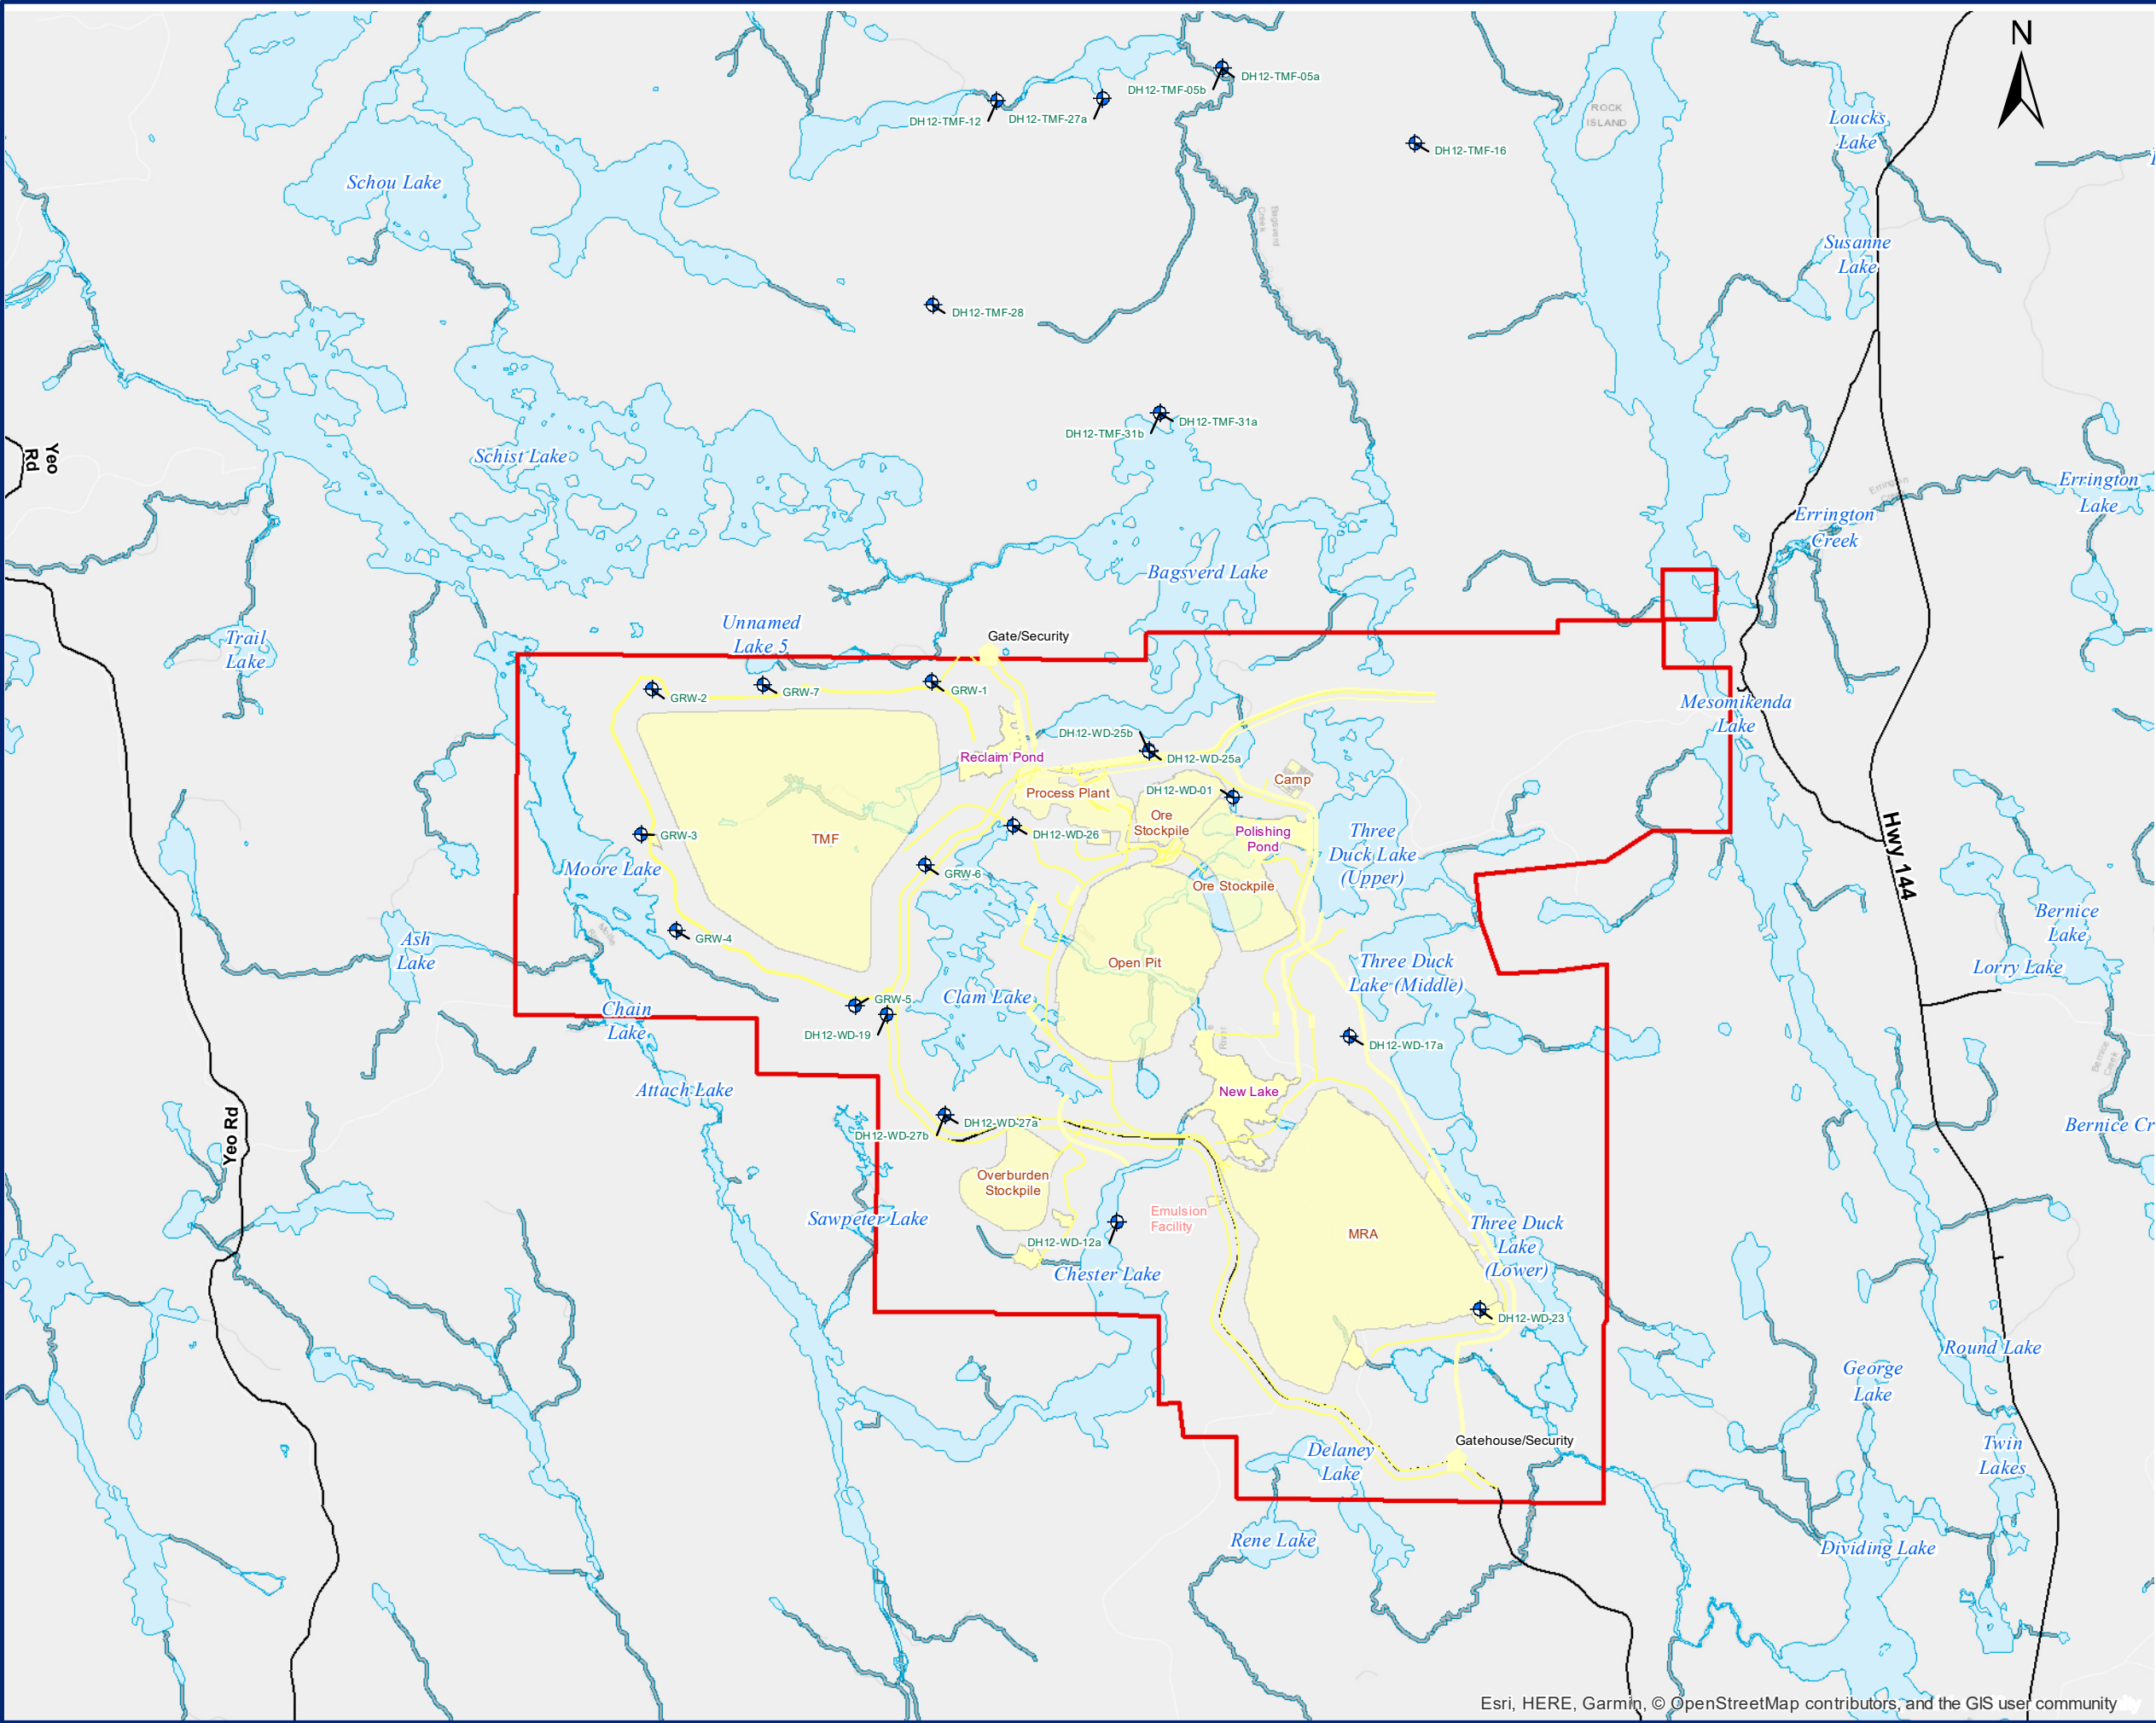 N
DH12-TMF-05a
DH12-TMF-05b
DH12-TMF-12
DH12-TMF-27a
ROCK
ISLAND
Loucks
Lake
DH12-TMF-16
Schou Lake
Bagsverd
Creek
Susanne
Lake
DH12-TMF-28
DH12-TMF-31a
DH12-TMF-31b
Yeo
Rd
Schist Lake
Errington
Errington
Lake
Errington
Creek
Bagsverd Lake
Unnamed
Lake 5
Gate/Security
Trail
Lake
GRW-2
GRW-7
GRW-1
Mesomikenda
Lake
DH12-WD-25b
Reclaim Pond
DH12-WD-25a
Camp
Process Plant
DH12-WD-01
Ore
Stockpile
Polishing
Pond
Three
Duck Lake
(Upper)
DH12-WD-26
GRW-3
TMF
Hwy 144
Moore Lake
GRW-6
Ore Stockpile
Bernice
Lake
GRW-4
Ash
Lake
Open Pit
Three Duck
Lake (Middle)
Lorry Lake
Clam Lake
GRW-5
Chain
Lake
DH12-WD-19
River
DH12-WD-17a
Bernice
Creek
Attach Lake
New Lake
Yeo Rd
DH12-WD-27a
DH12-WD-27b
Bernice Cr
Overburden
Stockpile
Sawpeter Lake
Emulsion
Facility
DH12-WD-12a
MRA
Three Duck
Lake
(Lower)
Chester Lake
DH12-WD-23
Round Lake
George
Lake
Gatehouse/Security
Delaney
Lake
Twin
Lakes
Rene Lake
Dividing Lake
Esri, HERE, Garmin, © OpenStreetMap contributors, and the GIS user community